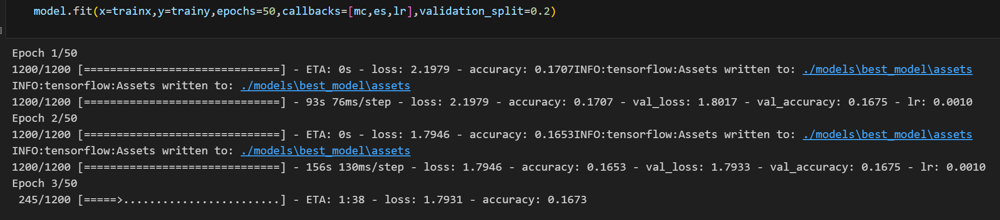 model.fit(x=trainx,y=trainy,epochs=50,callbacks=[mc,es,lr],validation_split=0.2)
]
Epoch 1/50
1200/1200 [==============================] - ETA: 0s - loss: 2.1979 - accuracy: 0.1707INFO:tensorflow:Assets written to: ./models\best_model\assets
INFO:tensorflow:Assets written to: ./models\best_model\assets
1200/1200 [==============================] - 93s 76ms/step - loss: 2.1979 - accuracy: 0.1707 - val_loss: 1.8017 - val_accuracy: 0.1675 - lr: 0.0010
Epoch 2/50
1200/1200 [==============================] - ETA: 0s - loss: 1.7946 - accuracy: 0.1653INFO:tensorflow:Assets written to: ./models\best_model\assets
INFO:tensorflow:Assets written to: ./models\best_model\assets
1200/1200 [==============================] - 156s 130ms/step - loss: 1.7946 - accuracy: 0.1653 - val_loss: 1.7933 - val_accuracy: 0.1675 - lr: 0.0010
Epoch 3/50
245/1200 [=====>........................] - ETA: 1:38 - loss: 1.7931 - accuracy: 0.1673